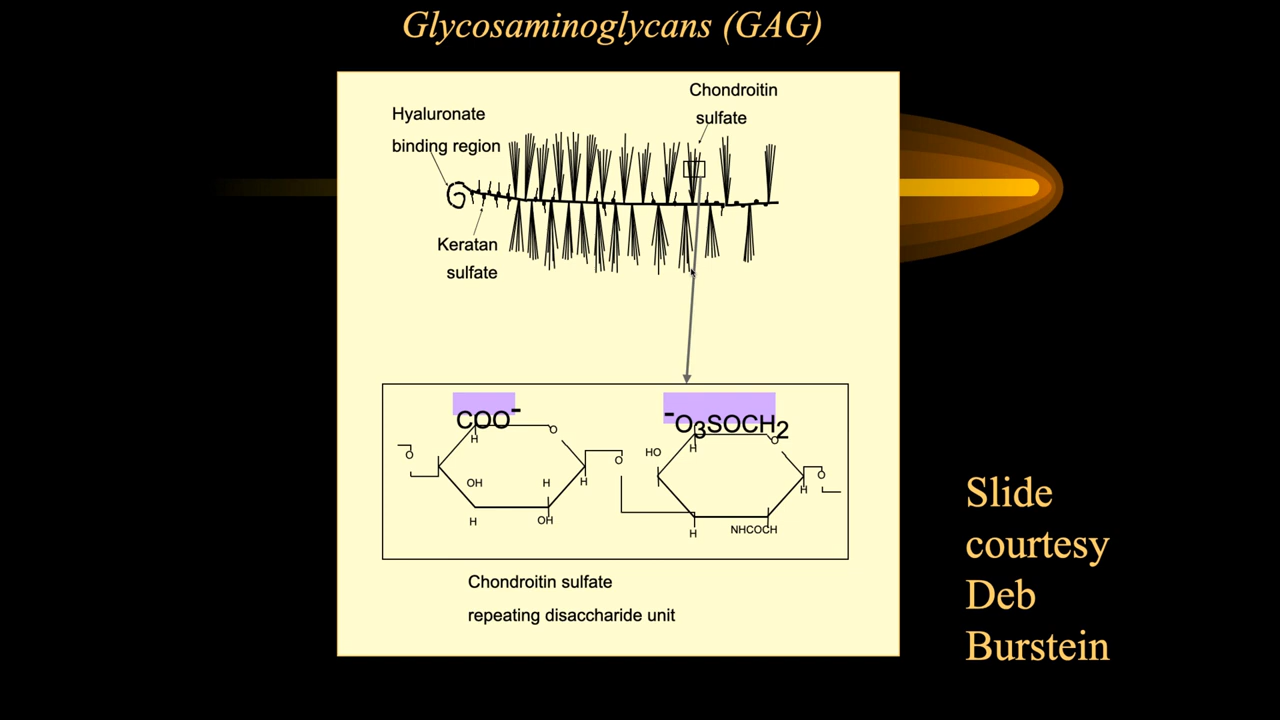 Glycosaminoglycans (GAG)
Chondroitin
sulfate
Hyaluronate
binding region
Keratan
sulfate
COO-
-O3SOCH2
H
O
H
O
HO
O
O
O
OH
H
H
H
H
OH
H
NHCOCH
Chondroitin sulfate
repeating disaccharide unit
Slide
courtesy
Deb
Burstein